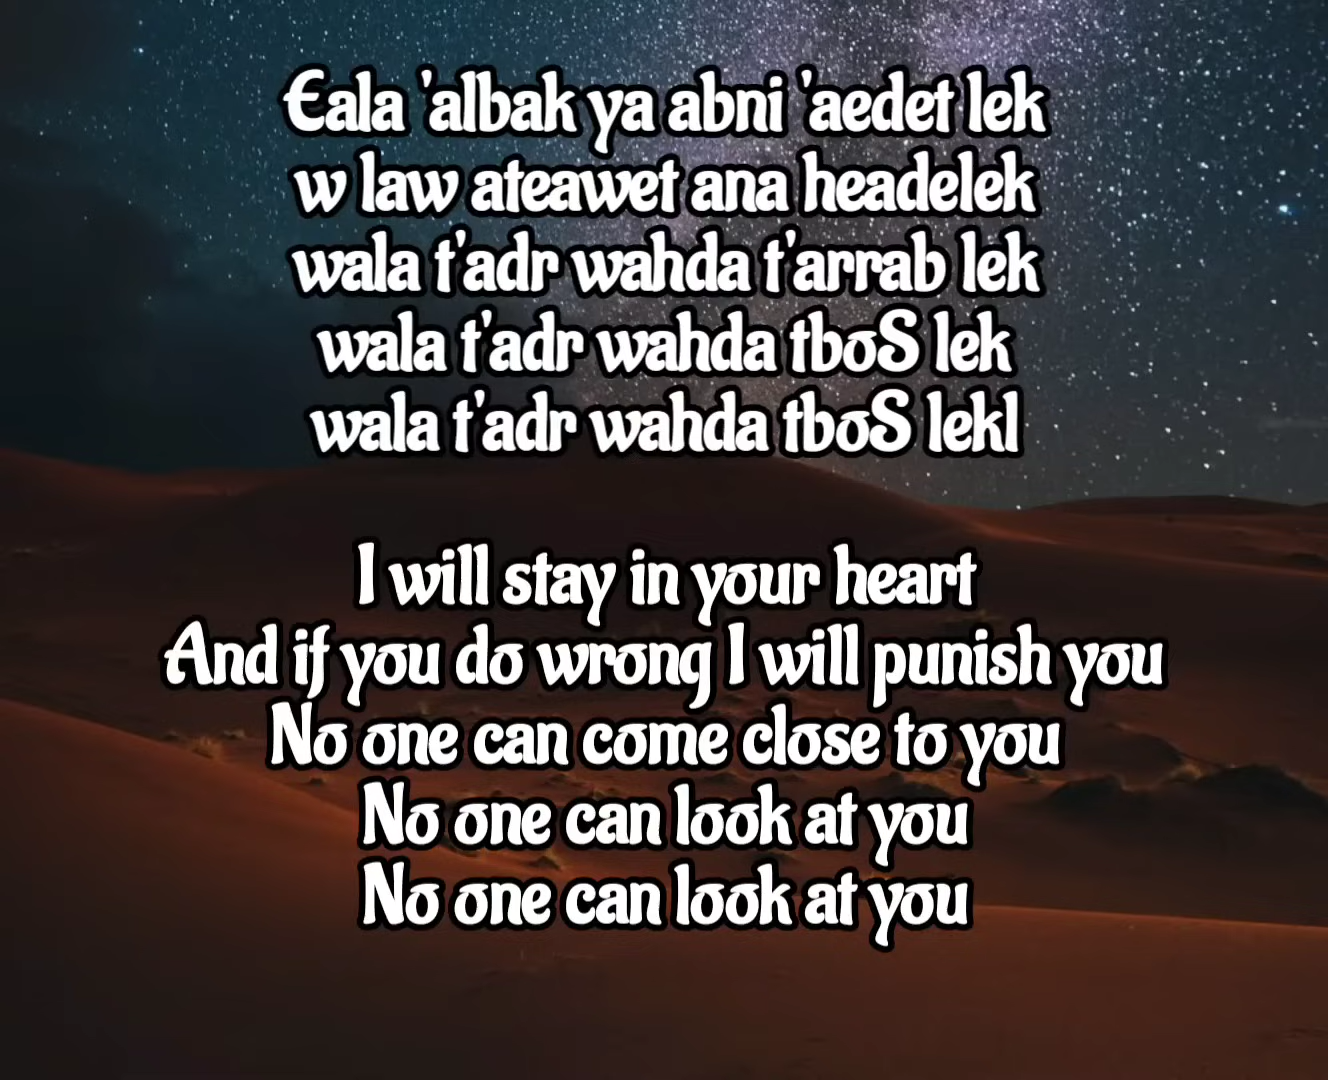 Eala 'albak ya abni 'aedet lek
w law ateawet ana headelek
wala t'adr wahda t'arrab lek
wala t'adr wahda tboS lek
wala t'adr wahda tboS lekl
I will stay in your heart
And if you do wrong I will punish you
No one can come close to you
No one can look at you
No one can look at you